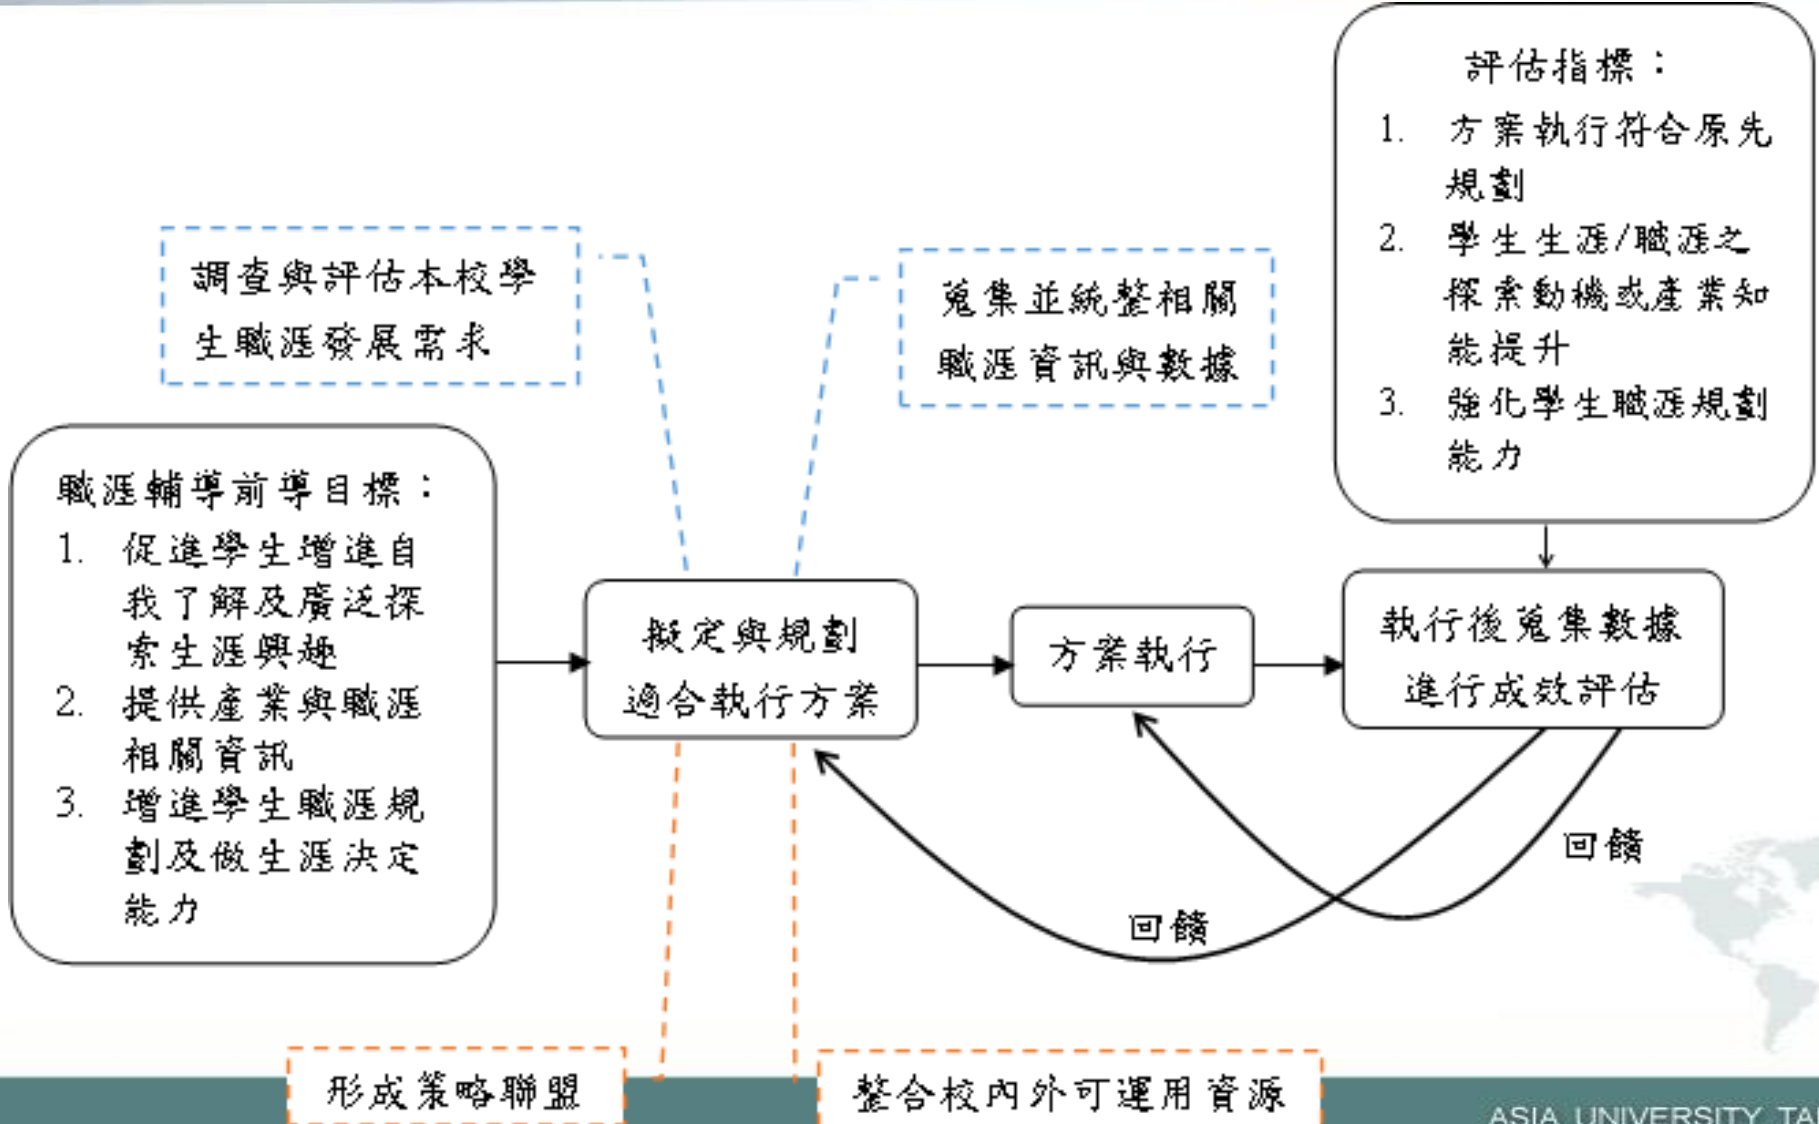 評估指標：
1. 方案執行符合原先
規劃
2. 學生生涯/職涯之
探索動機或產業知
能提升
3. 強化學生職涯規劃
能力
調查與評估本校學
生職涯發展需求
蒐集並統整相關
職涯資訊與數據
職涯輔導前導目標：
1. 促進學生增進自
我了解及廣泛探
索生涯興趣
2. 提供產業與職涯
相關資訊
3. 增進學生職涯規
劃及做生涯決定
能力
擬定與規劃
適合執行方案
方案執行
執行後蒐集數據
進行成效評估
回饋
回饋
形成策略聯盟
整合校內外可運用資源
ASIA UNIVERSITY TA